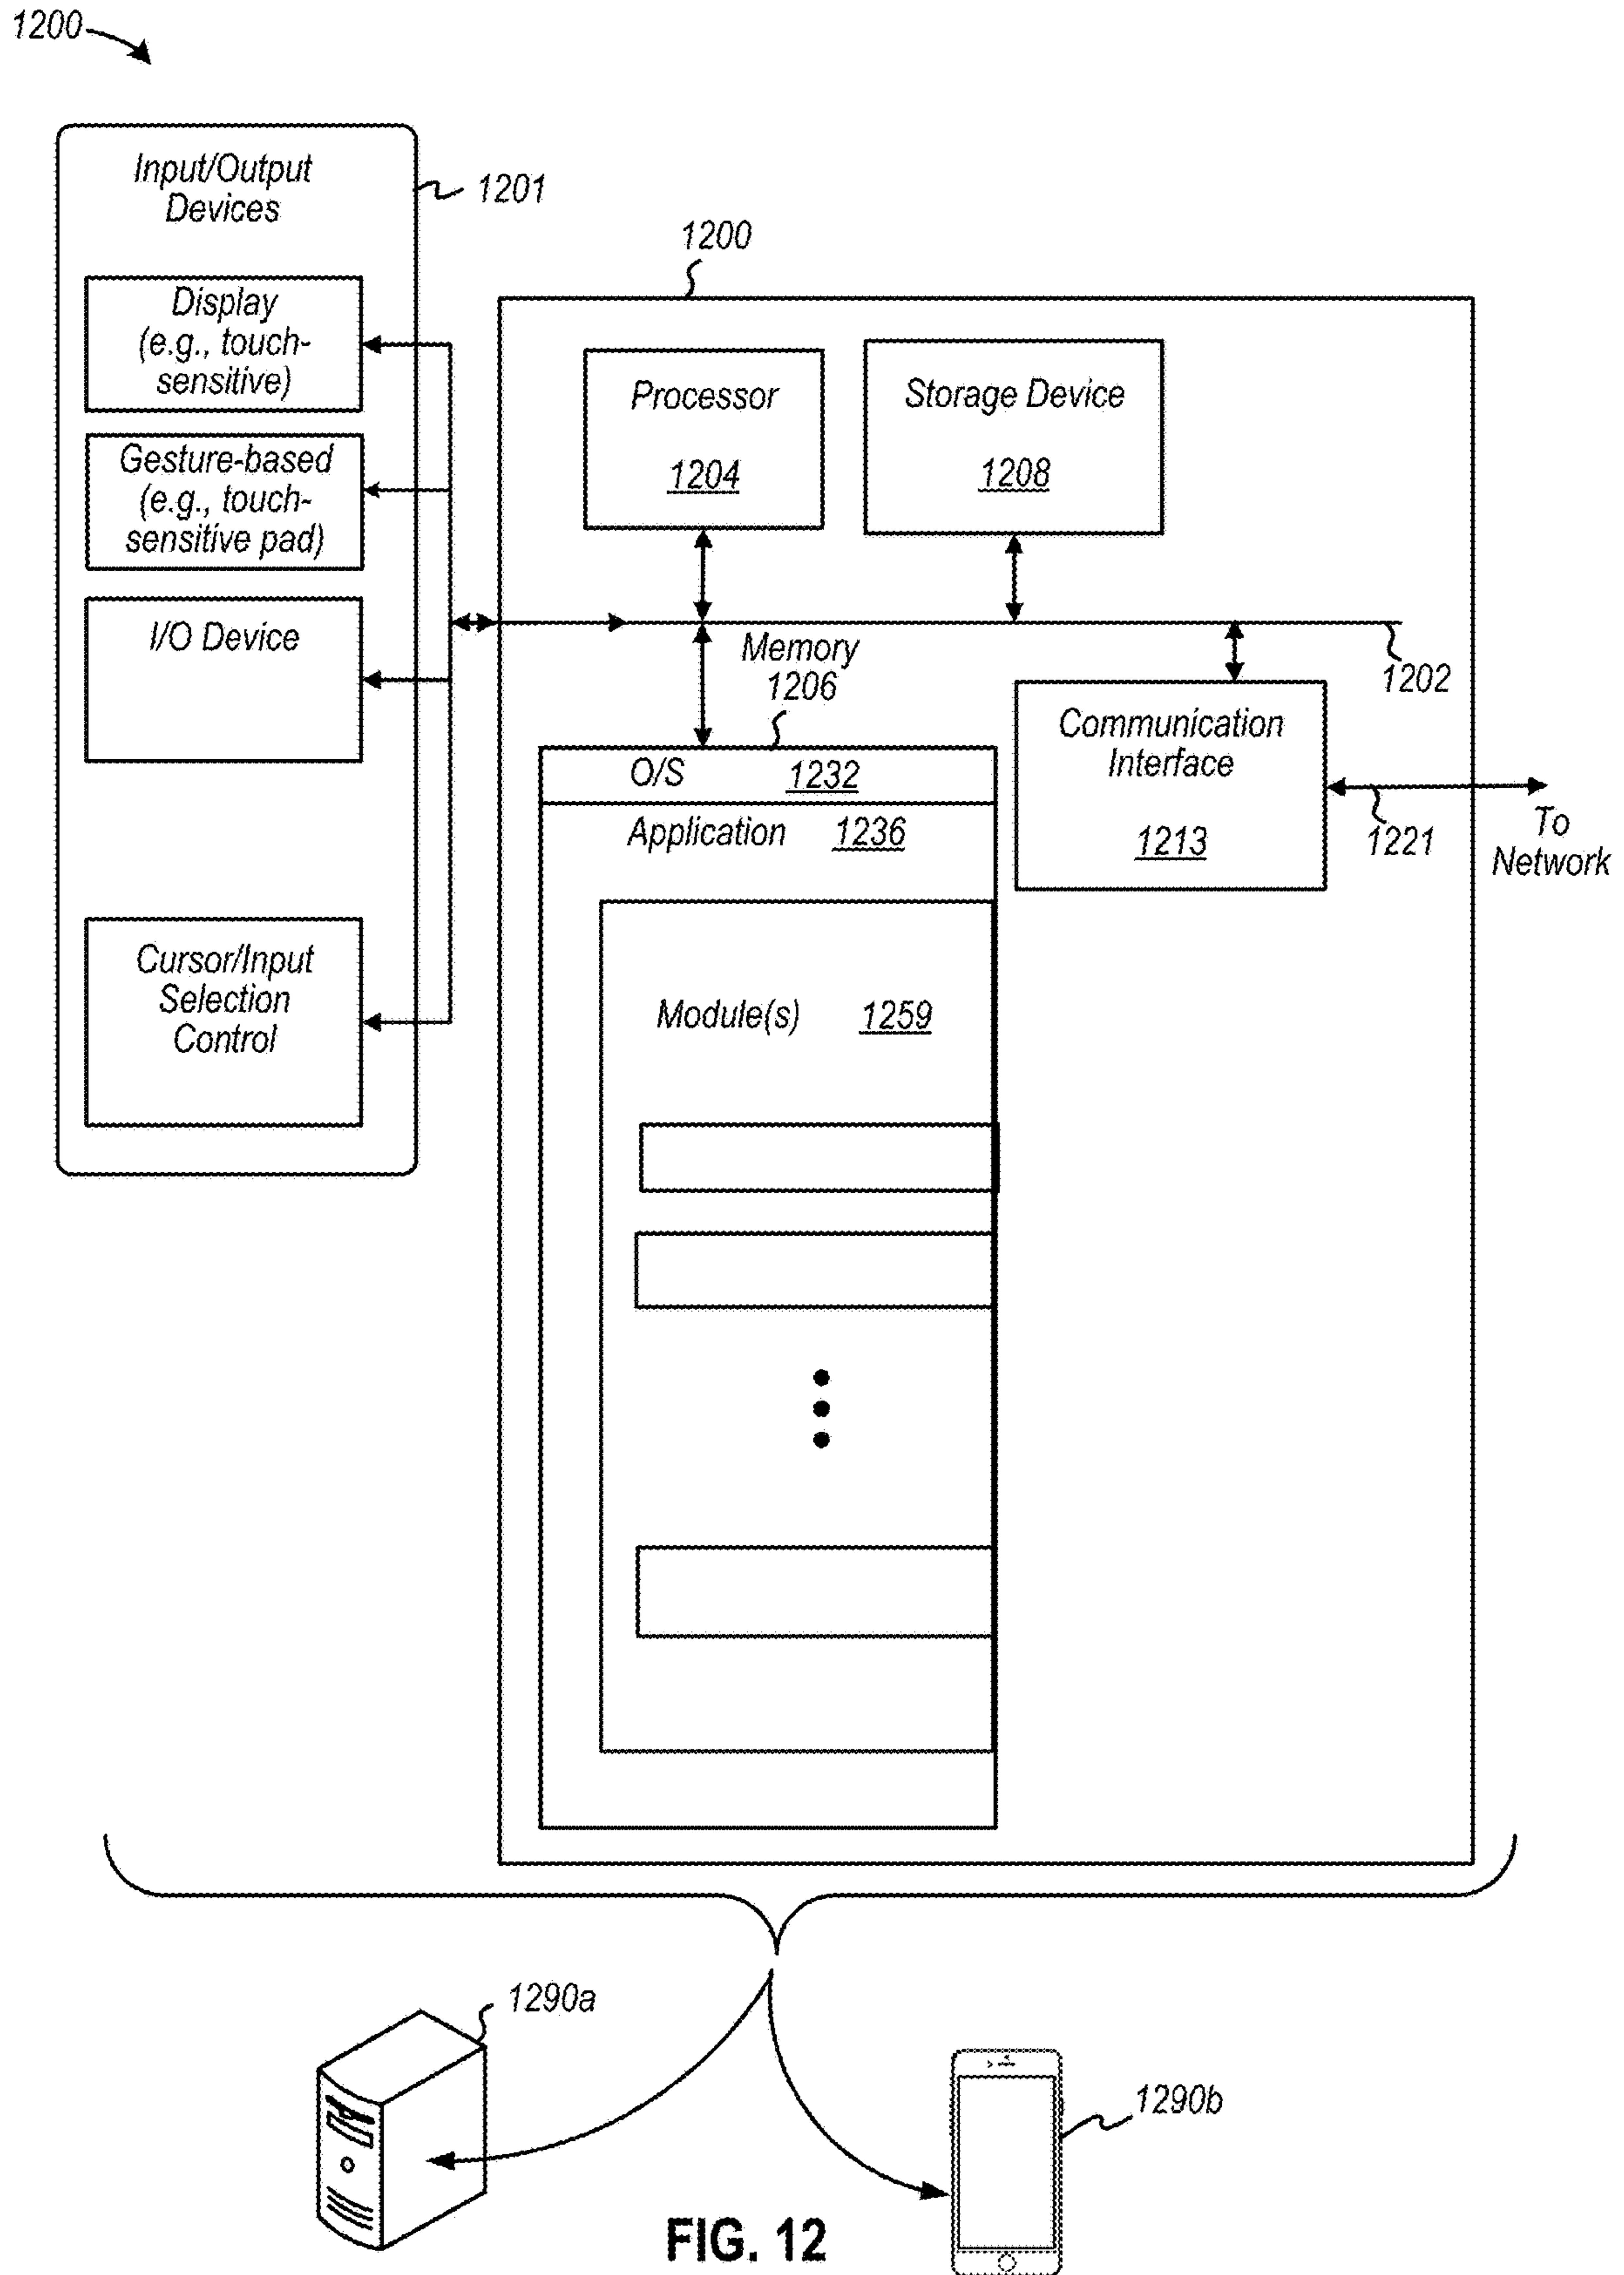 1200
Input/Output
Devices
1201
Display
(e.g., touch-
sensitive)
Gesture-based
(e.g., touch-
sensitive pad)
I/O Device
Cursor/Input
Selection
Control
1200
Processor
1204
Storage Device
1208
Memory
1206
1202
Communication
Interface
1213
1221
To
Network
O/S 1232
Application 1236
Module(s) 1259
1290a
1290b
FIG. 12